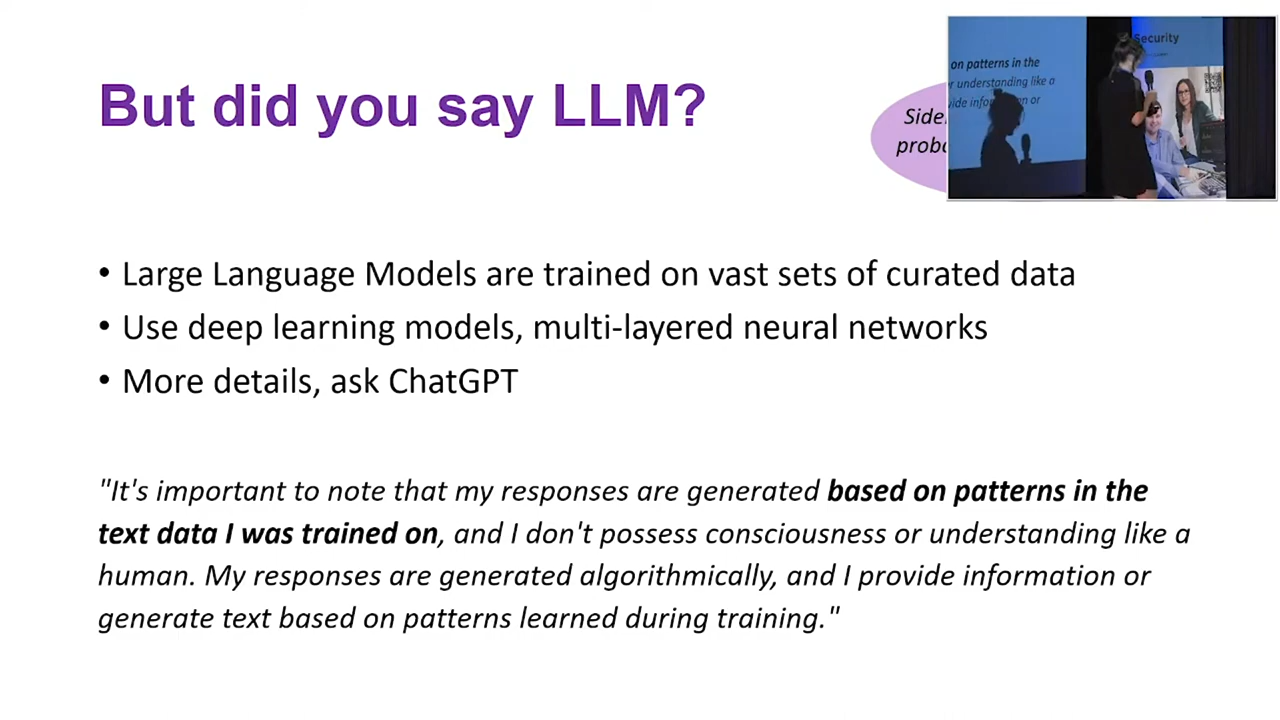 But did you say LLM?
• Large Language Models are trained on vast sets of curated data
• Use deep learning models, multi-layered neural networks
• More details, ask ChatGPT
"It's important to note that my responses are generated based on patterns in the
text data I was trained on, and I don't possess consciousness or understanding like a
human. My responses are generated algorithmically, and I provide information or
generate text based on patterns learned during training."
Security
on patterns in the
understanding like a